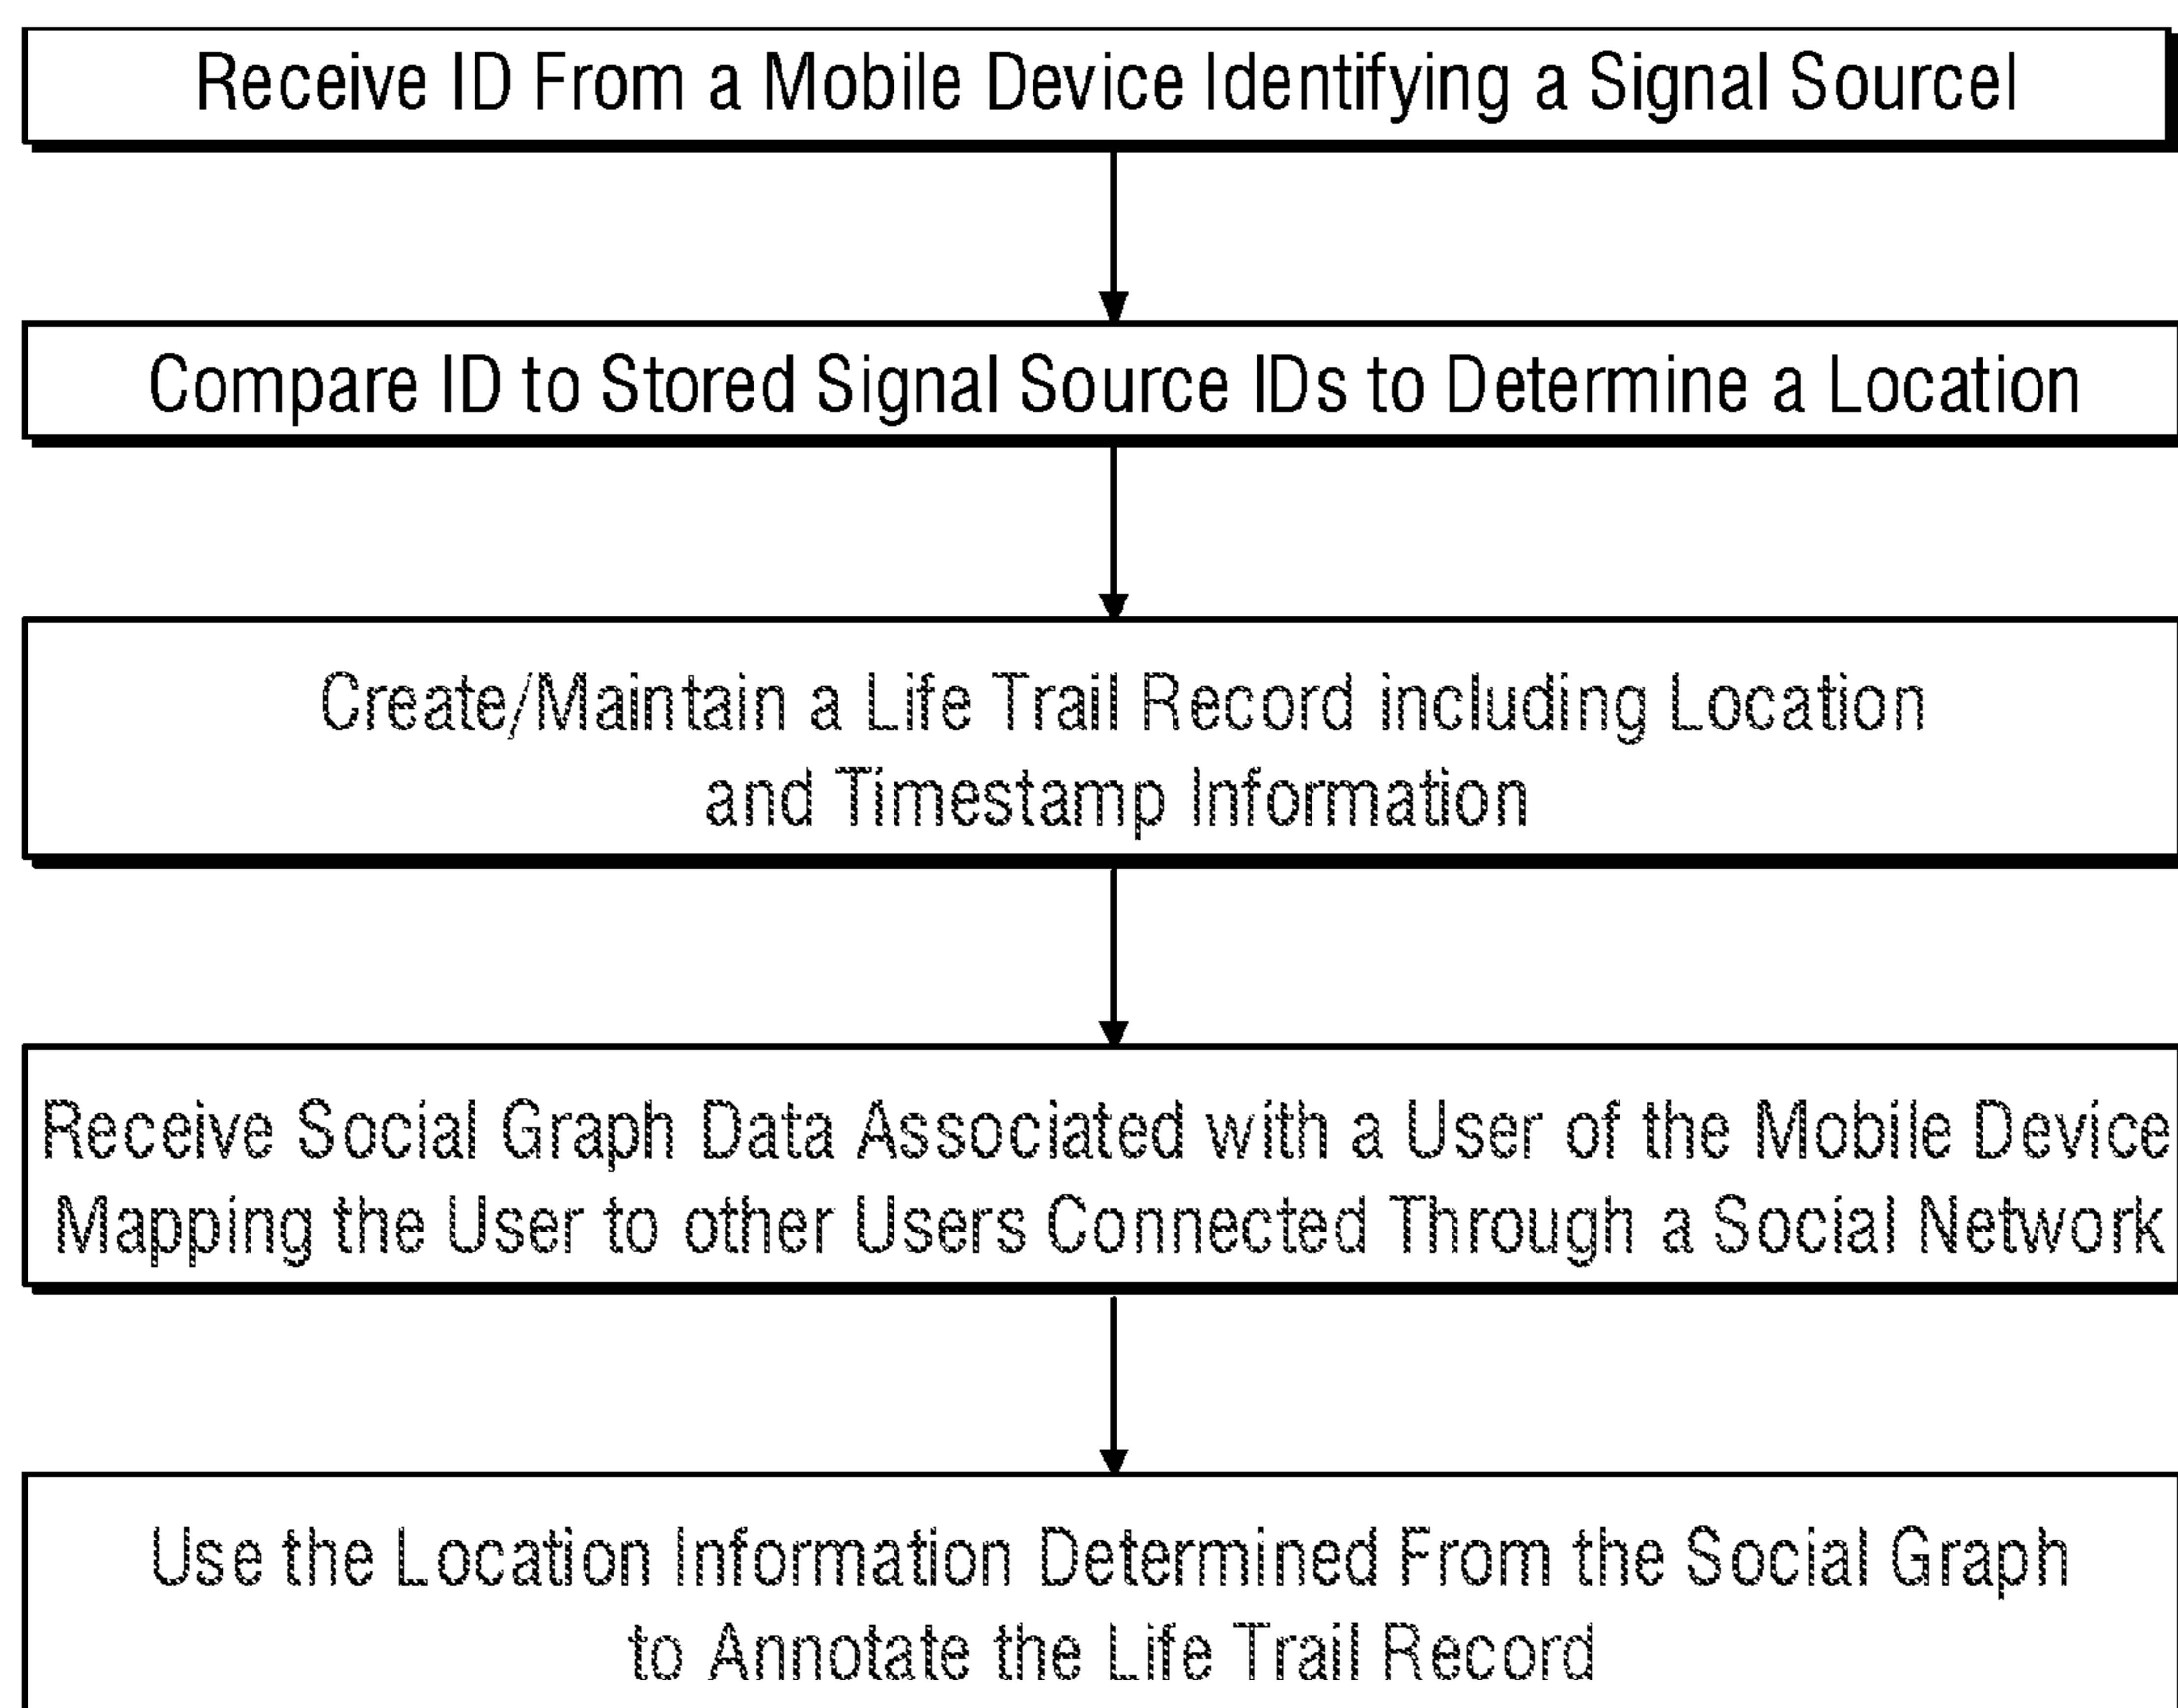 Receive ID From a Mobile Device Identifying a Signal Sourcel
Compare ID to Stored Signal Source IDs to Determine a Location
Create/Maintain a Life Trail Record including Location
and Timestamp Information
Receive Social Graph Data Associated with a User of the Mobile Device
Mapping the User to other Users Connected Through a Social Network
Use the Location Information Determined From the Social Graph
to Annotate the Life Trail Record